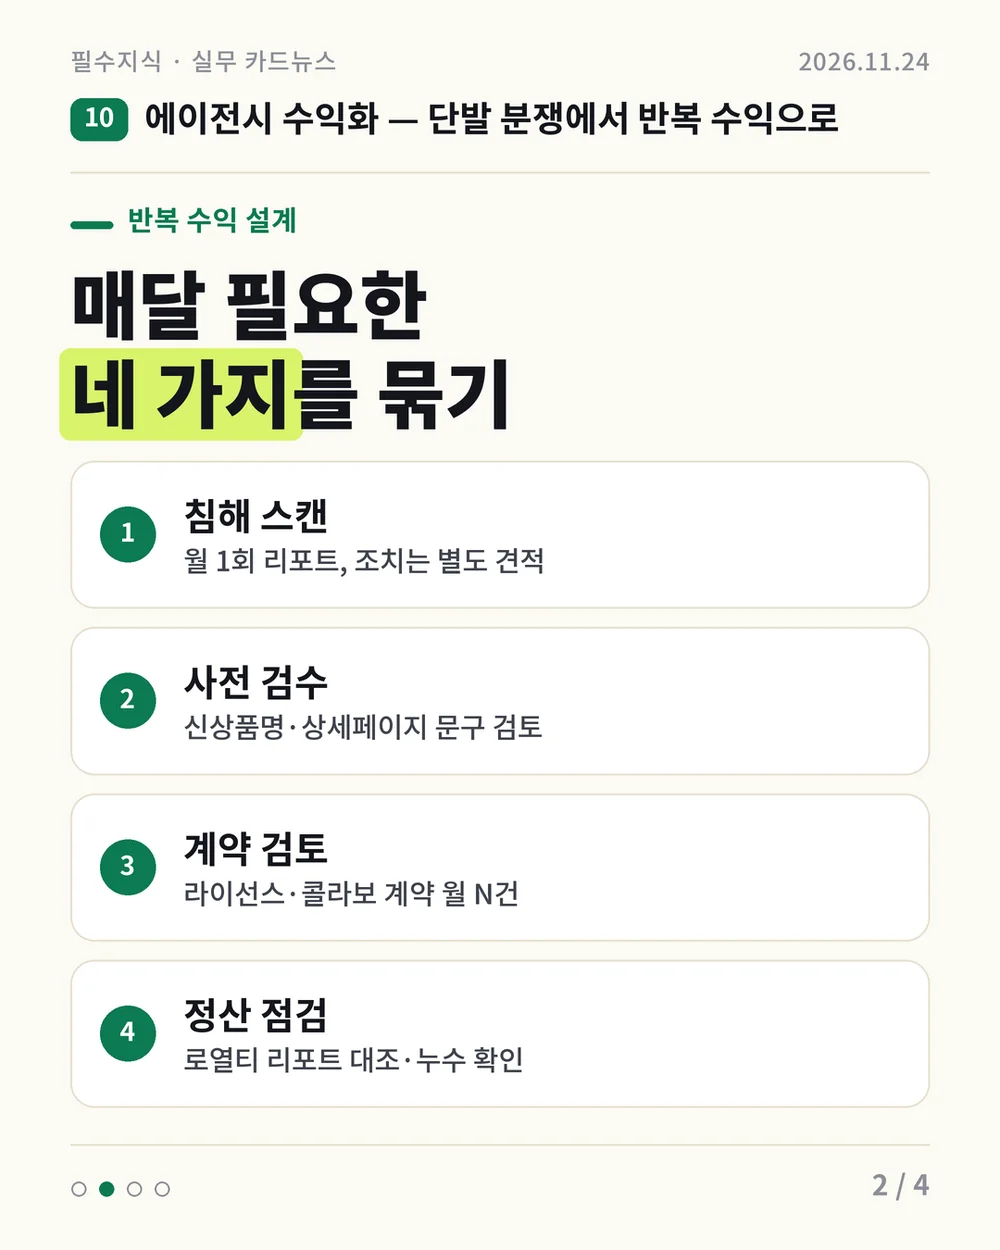 필수지식 · 실무 카드뉴스
2026.11.24
10 에이전시 수익화 — 단발 분쟁에서 반복 수익으로
반복 수익 설계
매달 필요한
네 가지를 묶기
1
침해 스캔
월 1회 리포트, 조치는 별도 견적
2
사전 검수
신상품명·상세페이지 문구 검토
3
계약 검토
라이선스·콜라보 계약 월 N건
4
정산 점검
로열티 리포트 대조·누수 확인
2 / 4